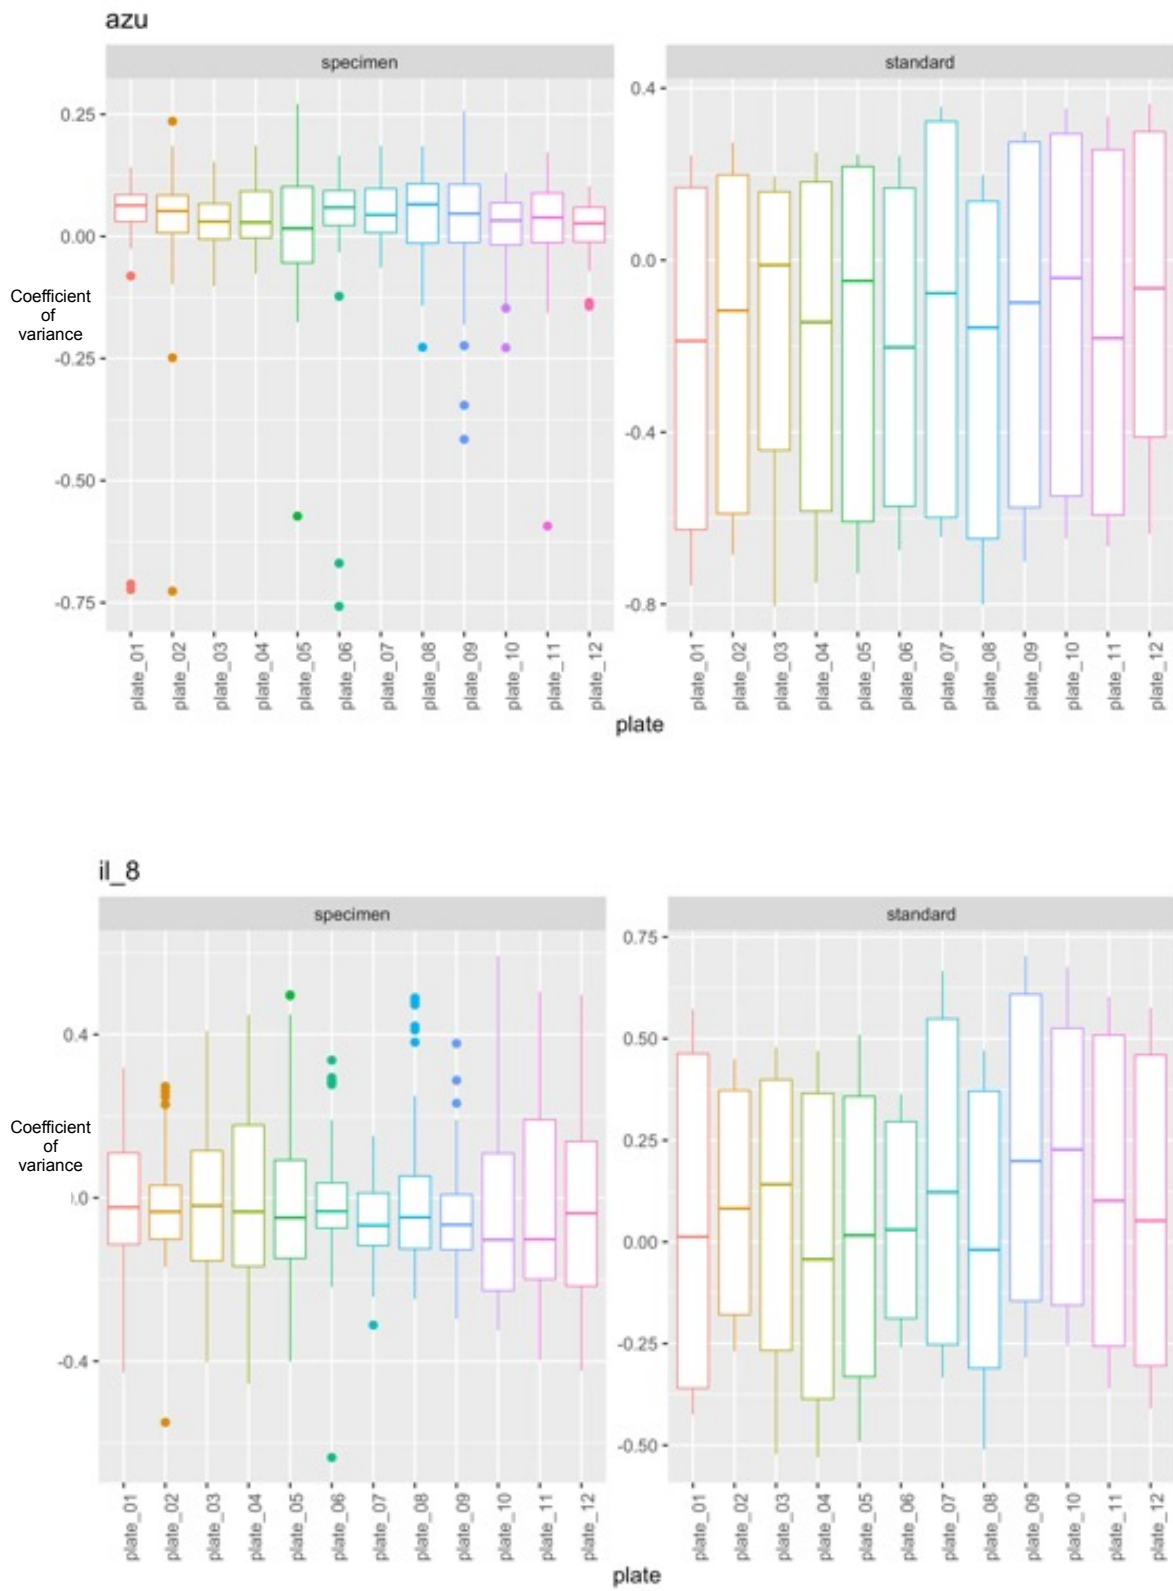 azu
specimen
standard
0.25
0.00
-0.25
-0.50
-0.75
Coefficient
of
variance
0.4
0.0
-0.4
-0.8
plate_01 plate_02 plate_03 plate_04 plate_05 plate_06 plate_07 plate_08 plate_09 plate_10 plate_11 plate_12
plate_01 plate_02 plate_03 plate_04 plate_05 plate_06 plate_07 plate_08 plate_09 plate_10 plate_11 plate_12
plate
il_8
specimen
standard
0.4
.0
-0.4
Coefficient
of
variance
0.75
0.50
0.25
0.00
-0.25
-0.50
plate_01 plate_02 plate_03 plate_04 plate_05 plate_06 plate_07 plate_08 plate_09 plate_10 plate_11 plate_12
plate_01 plate_02 plate_03 plate_04 plate_05 plate_06 plate_07 plate_08 plate_09 plate_10 plate_11 plate_12
plate